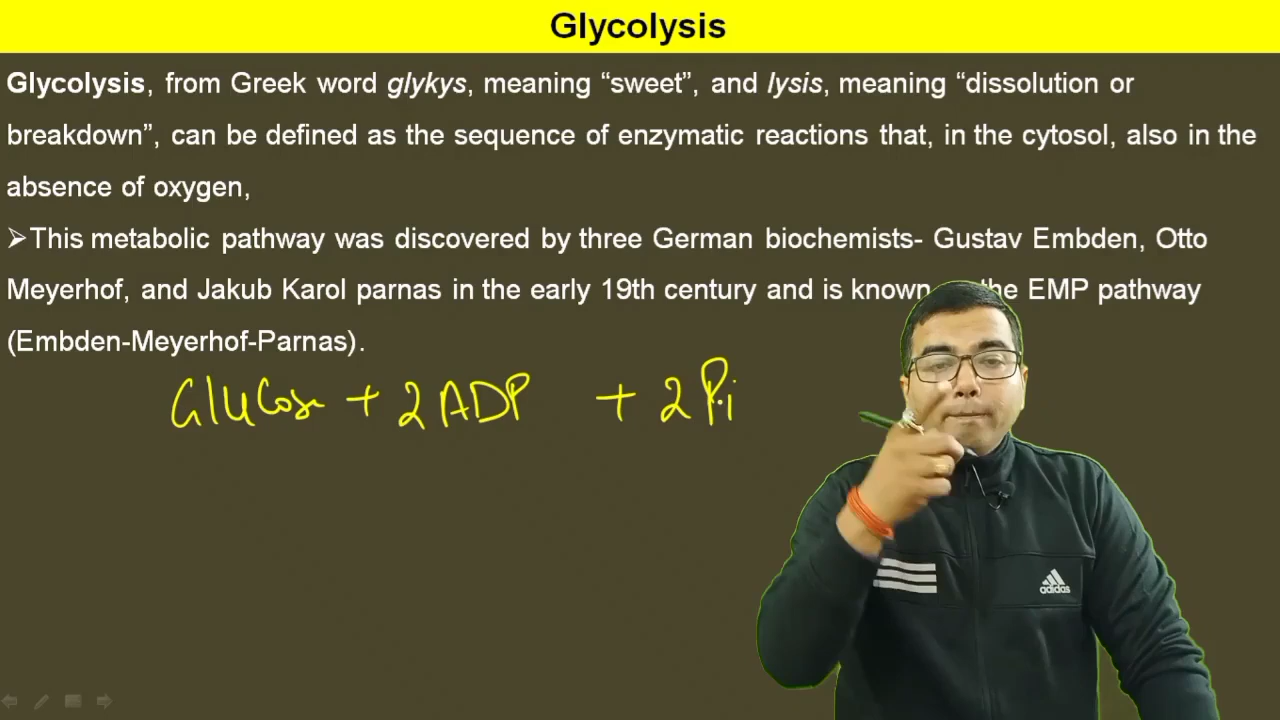 Glycolysis
Glycolysis, from Greek word glykys, meaning “sweet”, and lysis, meaning “dissolution or
breakdown”, can be defined as the sequence of enzymatic reactions that, in the cytosol, also in the
absence of oxygen,
➢This metabolic pathway was discovered by three German biochemists- Gustav Embden, Otto
Meyerhof, and Jakub Karol parnas in the early 19th century and is known the EMP pathway
(Embden-Meyerhof-Parnas).
Glucose + 2 ADP + 2 Pi
adidas